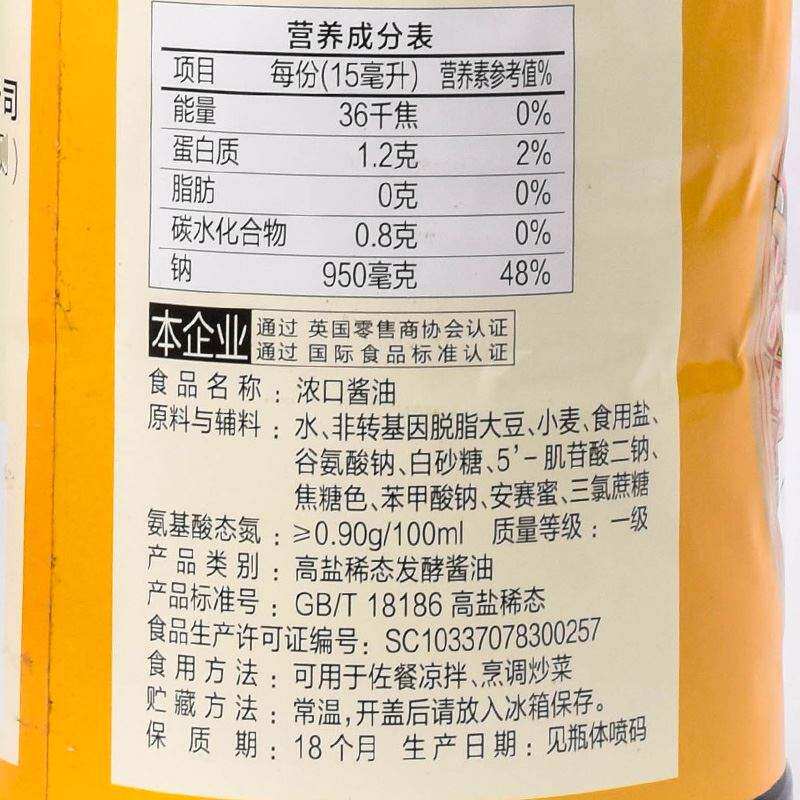 司
营养成分表
项目 每份(15毫升) 营养素参考值%
能量 36千焦 0%
蛋白质 1.2克 2%
脂肪 0克 0%
碳水化合物 0.8克 0%
钠 950毫克 48%
本企业 通过 英国零售商协会认证
通过 国际食品标准认证
食品名称：浓口酱油
原料与辅料：水、非转基因脱脂大豆、小麦、食用盐、
谷氨酸钠、白砂糖、5'-肌苷酸二钠、
焦糖色、苯甲酸钠、安赛蜜、三氯蔗糖
氨基酸态氮：≥0.90g/100ml 质量等级：一级
产品类别：高盐稀态发酵酱油
产品标准号：GB/T 18186 高盐稀态
食品生产许可证编号：SC10337078300257
食用方法：可用于佐餐凉拌、烹调炒菜
贮藏方法：常温,开盖后请放入冰箱保存。
保质期：18个月 生产日期：见瓶体喷码